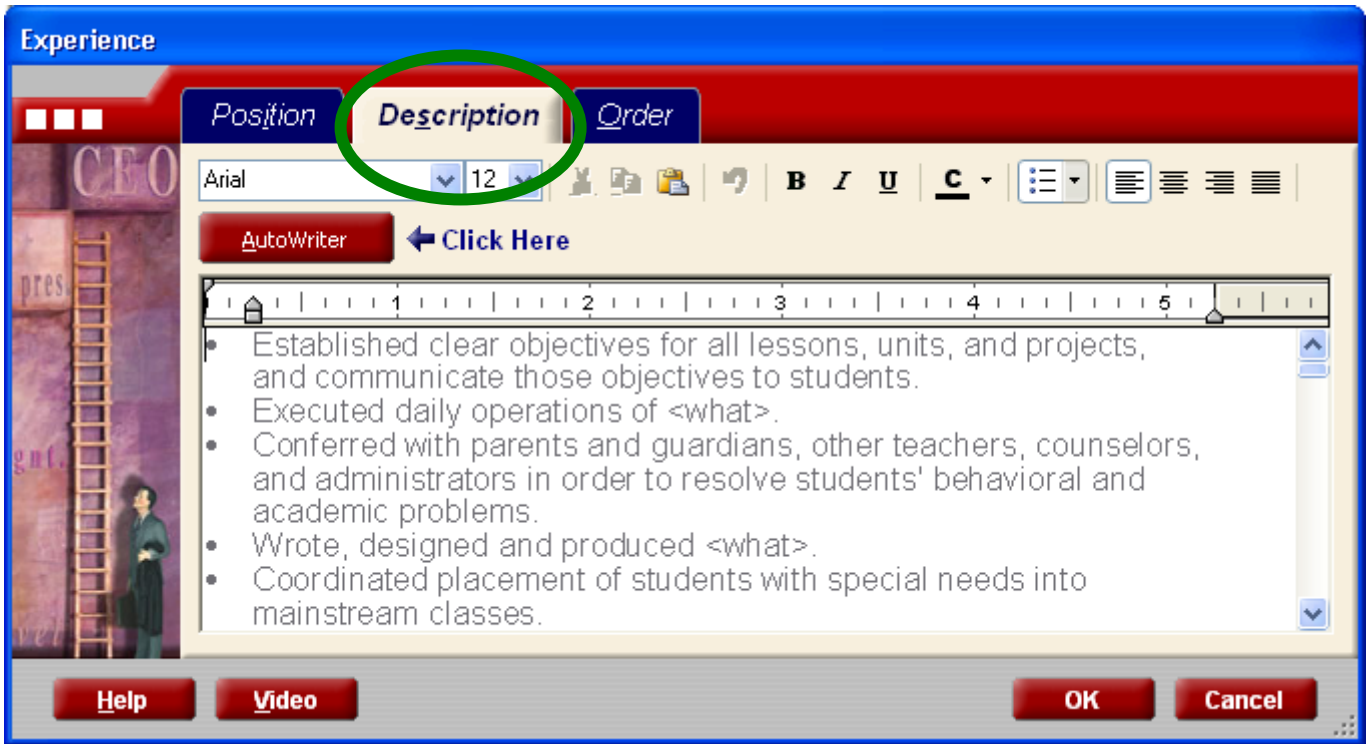 Experience
Position Description Order
CEO
Arial 12 B I U C
AutoWriter Click Here
pres.
1 2 3 4 5
• Established clear objectives for all lessons, units, and projects,
and communicate those objectives to students.
• Executed daily operations of <what>.
• Conferred with parents and guardians, other teachers, counselors,
and administrators in order to resolve students' behavioral and
academic problems.
• Wrote, designed and produced <what>.
• Coordinated placement of students with special needs into
mainstream classes.
Help Video OK Cancel